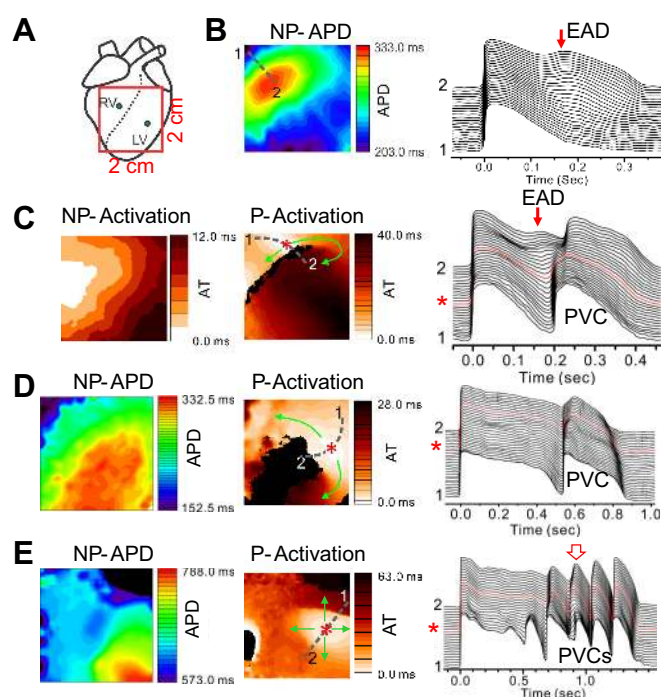 A
RV
LV
2 cm
2 cm
B
NP- APD
1
2
333.0 ms
APD
203.0 ms
EAD
2
1
0.0 0.1 0.2 0.3
Time (Sec)
C
NP- Activation
12.0 ms
AT
0.0 ms
P-Activation
1
*
2
40.0 ms
AT
0.0 ms
EAD
2
*
1
PVC
0.0 0.1 0.2 0.3 0.4
Time (sec)
D
NP-APD
332.5 ms
APD
152.5 ms
P-Activation
1
*
2
28.0 ms
AT
0.0 ms
2
*
1
PVC
0.0 0.2 0.4 0.6 0.8 1.0
Time (sec)
E
NP-APD
788.0 ms
APD
573.0 ms
P-Activation
1
*
2
63.0 ms
AT
0.0 ms
2
*
1
PVCs
0.0 0.5 1.0
Time (sec)